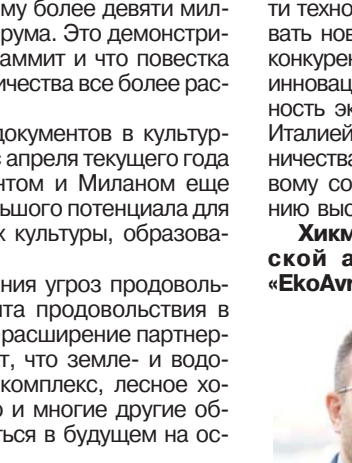 му более девяти мил-
рума. Это демонстри-
аммит и что повестка
ичества все более рас-
документов в культур-
с апреля текущего года
нтом и Миланом еще
льшого потенциала для
х культуры, образова-
ния угроз продоволь-
ита продовольствия в
расширение партнер-
т, что земле- и водо-
комплекс, лесное хо-
о и многие другие об-
ться в будущем на ос-
ти техно
вать нов
конкурен
инноваци
ность эк
Италией
ничества
вому со
нию выс
Хикм
ской а
«EkoAvr